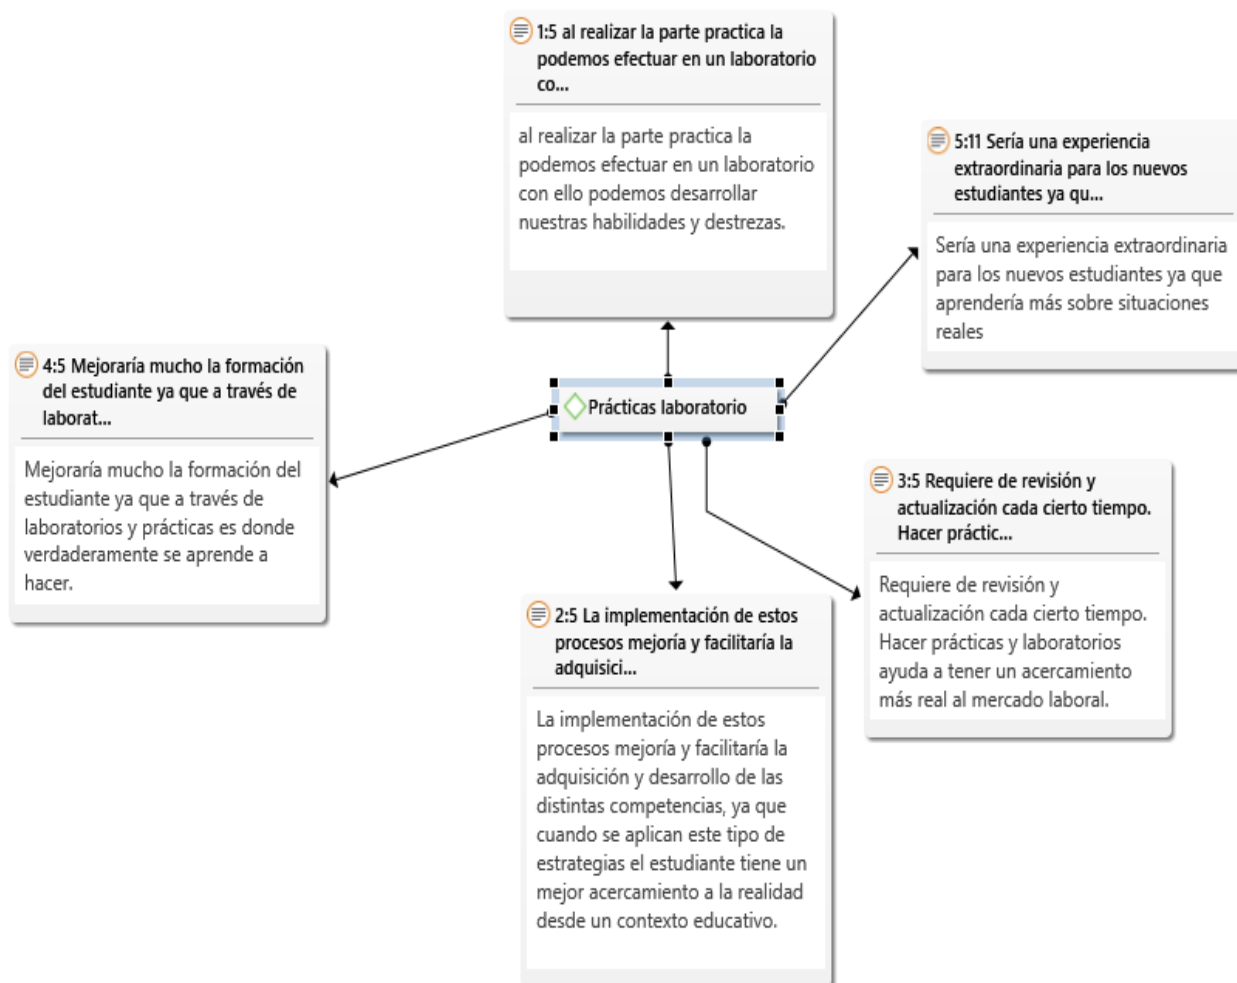 1:5 al realizar la parte practica la
podemos efectuar en un laboratorio
co...
al realizar la parte practica la
podemos efectuar en un laboratorio
con ello podemos desarrollar
nuestras habilidades y destrezas.
5:11 Sería una experiencia
extraordinaria para los nuevos
estudiantes ya qu...
Sería una experiencia extraordinaria
para los nuevos estudiantes ya que
aprendería más sobre situaciones
reales
4:5 Mejoraría mucho la formación
del estudiante ya que a través de
laborat...
Mejoraría mucho la formación del
estudiante ya que a través de
laboratorios y prácticas es donde
verdaderamente se aprende a
hacer.
Prácticas laboratorio
3:5 Requiere de revisión y
actualización cada cierto tiempo.
Hacer práctic...
Requiere de revisión y
actualización cada cierto tiempo.
Hacer prácticas y laboratorios
ayuda a tener un acercamiento
más real al mercado laboral.
2:5 La implementación de estos
procesos mejoría y facilitaría la
adquisici...
La implementación de estos
procesos mejoría y facilitaría la
adquisición y desarrollo de las
distintas competencias, ya que
cuando se aplican este tipo de
estrategias el estudiante tiene un
mejor acercamiento a la realidad
desde un contexto educativo.